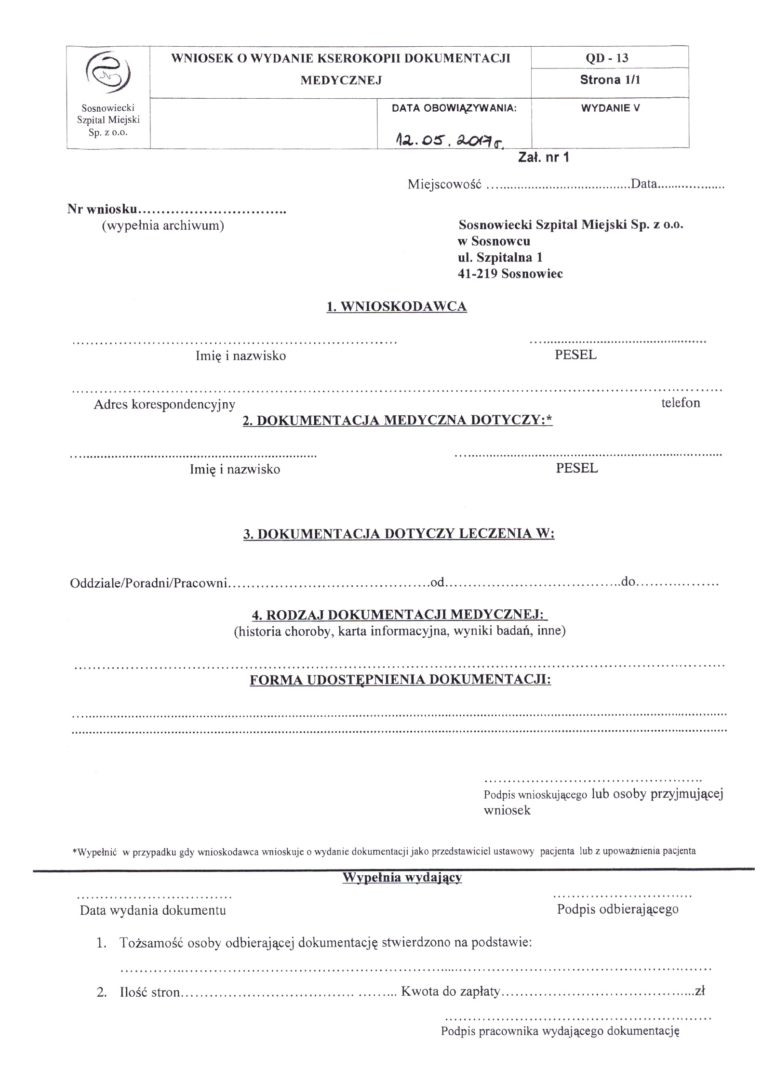 WNIOSEK O WYDANIE KSEROKOPII DOKUMENTACJI
MEDYCZNEJ
QD - 13
Strona 1/1
Sosnowiecki
Szpital Miejski
Sp. z o.o.
DATA OBOWIĄZYWANIA:
12.05.2017r.
WYDANIE V
Zał. nr 1
Miejscowość ..........................................Data...................
Nr wniosku................................
(wypełnia archiwum)
Sosnowiecki Szpital Miejski Sp. z o.o.
w Sosnowcu
ul. Szpitalna 1
41-219 Sosnowiec
1. WNIOSKODAWCA
Imię i nazwisko
PESEL
Adres korespondencyjny
telefon
2. DOKUMENTACJA MEDYCZNA DOTYCZY:*
Imię i nazwisko
PESEL
3. DOKUMENTACJA DOTYCZY LECZENIA W:
Oddziale/Poradni/Pracowni...........................................od......................................do..................
4. RODZAJ DOKUMENTACJI MEDYCZNEJ:
(historia choroby, karta informacyjna, wyniki badań, inne)
FORMA UDOSTĘPNIENIA DOKUMENTACJI:
Podpis wnioskującego lub osoby przyjmującej
wniosek
*Wypełnić w przypadku gdy wnioskodawca wnioskuje o wydanie dokumentacji jako przedstawiciel ustawowy pacjenta lub z upoważnienia pacjenta
Wypełnia wydający
Data wydania dokumentu
Podpis odbierającego
1. Tożsamość osoby odbierającej dokumentację stwierdzono na podstawie:
2. Ilość stron..................................... ......... Kwota do zapłaty.........................................zł
Podpis pracownika wydającego dokumentację